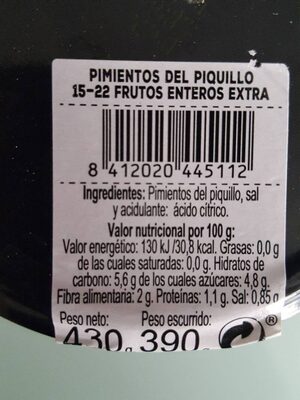 PIMIENTOS DEL PIQUILLO
15-22 FRUTOS ENTEROS EXTRA
8 412020 445112
Ingredientes: Pimientos del piquillo, sal
y acidulante: ácido cítrico.
Valor nutricional por 100 g:
Valor energético: 130 kJ /30,8 kcal. Grasas: 0,0 g
de las cuales saturadas: 0,0 g. Hidratos de
carbono: 5,6 g de los cuales azúcares: 4,8 g.
Fibra alimentaria: 2 g. Proteínas: 1,1 g. Sal: 0,85 g
Peso neto: Peso escurrido: ®
430 g 390